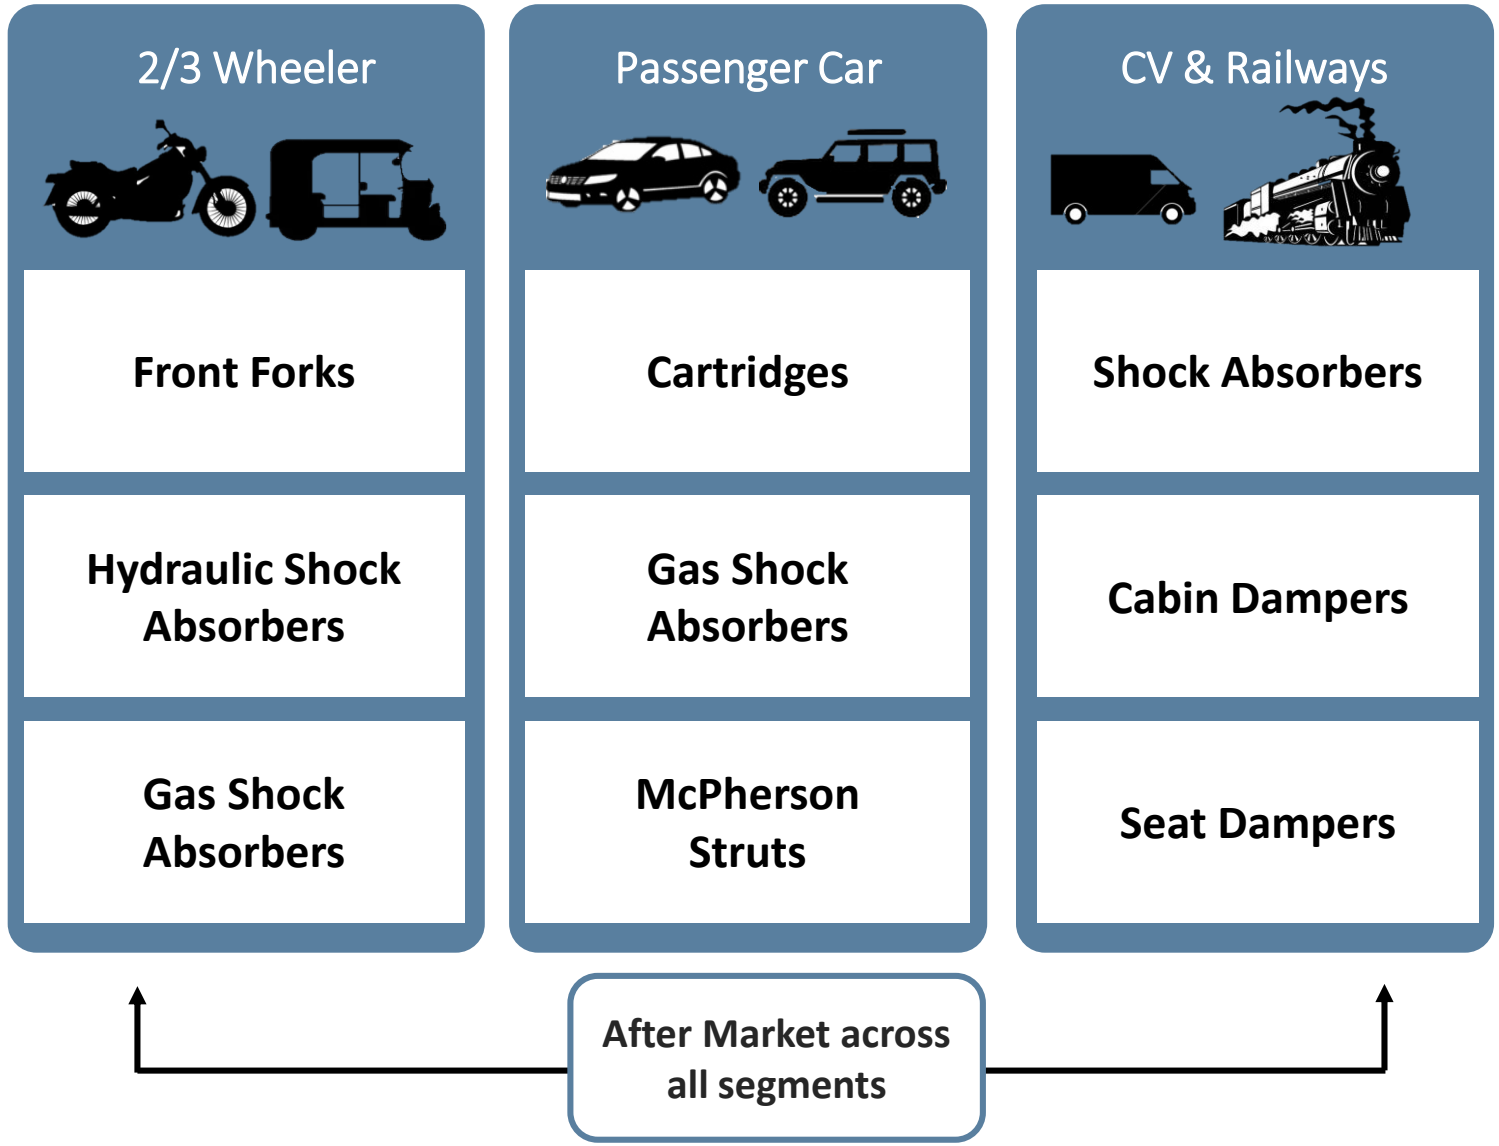 2/3 Wheeler
Front Forks
Hydraulic Shock
Absorbers
Gas Shock
Absorbers
Passenger Car
Cartridges
Gas Shock
Absorbers
McPherson
Struts
CV & Railways
Shock Absorbers
Cabin Dampers
Seat Dampers
After Market across
all segments